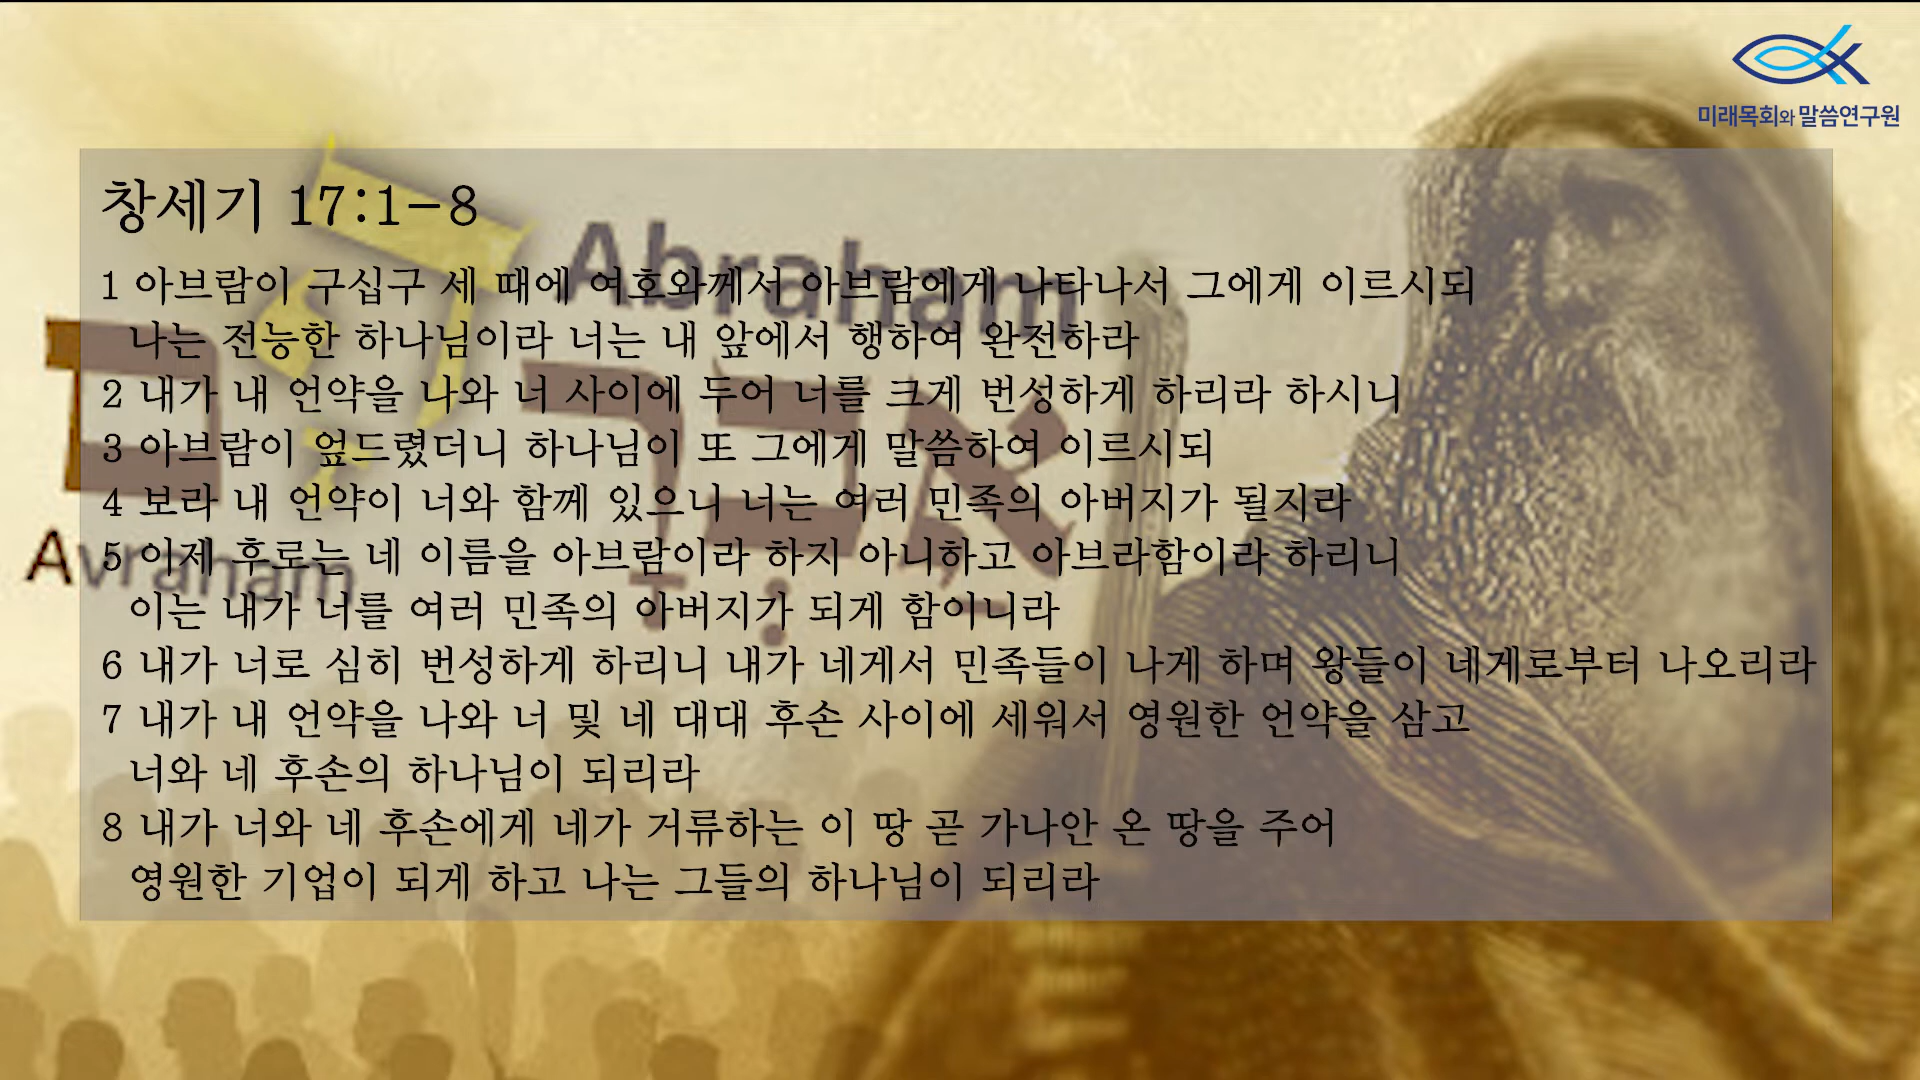 미래목회와 말씀연구원
창세기 17:1-8
1 아브람이 구십구 세 때에 여호와께서 아브람에게 나타나서 그에게 이르시되
나는 전능한 하나님이라 너는 내 앞에서 행하여 완전하라
2 내가 내 언약을 나와 너 사이에 두어 너를 크게 번성하게 하리라 하시니
3 아브람이 엎드렸더니 하나님이 또 그에게 말씀하여 이르시되
4 보라 내 언약이 너와 함께 있으니 너는 여러 민족의 아버지가 될지라
5 이제 후로는 네 이름을 아브람이라 하지 아니하고 아브라함이라 하리니
이는 내가 너를 여러 민족의 아버지가 되게 함이니라
6 내가 너로 심히 번성하게 하리니 내가 네게서 민족들이 나게 하며 왕들이 네게로부터 나오리라
7 내가 내 언약을 나와 너 및 네 대대 후손 사이에 세워서 영원한 언약을 삼고
너와 네 후손의 하나님이 되리라
8 내가 너와 네 후손에게 네가 거류하는 이 땅 곧 가나안 온 땅을 주어
영원한 기업이 되게 하고 나는 그들의 하나님이 되리라
Abraham
Avraham